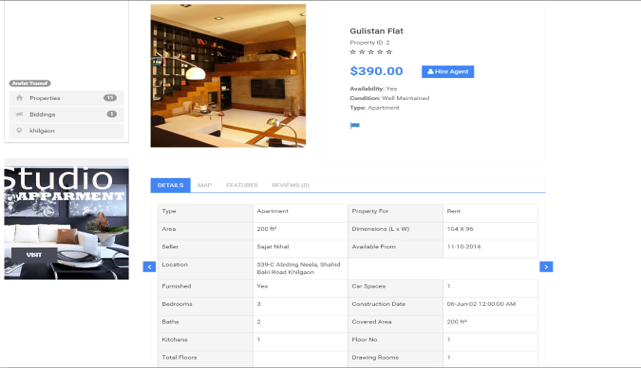 Gulistan Flat
Property ID: 2
$390.00
Hire Agent
Availability: Yes
Condition: Well Maintained
Type: Apartment
Arafat Yousuf
Properties 11
Biddings 1
khilgaon
Studio
APPARMENT
VISIT
DETAILS MAP FEATURES REVIEWS (0)
Type Apartment Property For Rent
Area 200 ft² Dimensions (L x W) 104 X 96
Seller Sajat Nihal Available From 11-10-2014
Location 539-C Abiding Neela, Shahid
Baki Road Khilgaon
Furnished Yes Car Spaces 1
Bedrooms 3 Construction Date 06-Jun-02 12:00:00 AM
Baths 2 Covered Area 200 ft²
Kitchens 1 Floor No 1
Total Floors Drawing Rooms 1